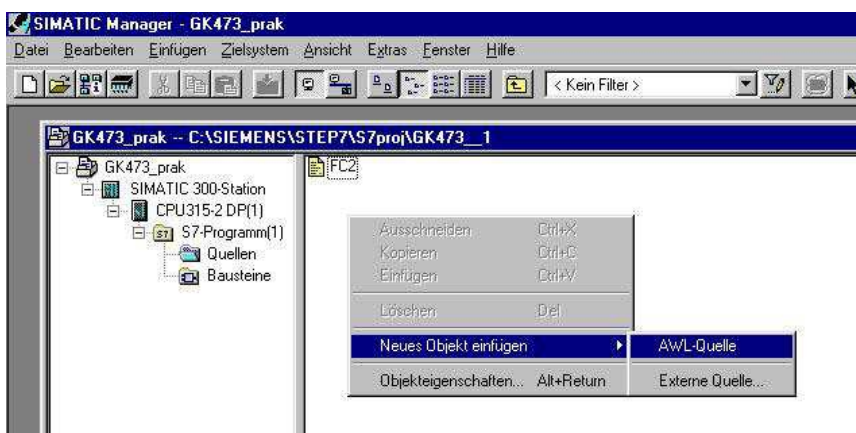 SIMATIC Manager - GK473_prak
Datei Bearbeiten Einfügen Zielsystem Ansicht Extras Fenster Hilfe
< Kein Filter >
GK473_prak -- C:\SIEMENS\STEP7\S7proj\GK473__1
GK473_prak
SIMATIC 300-Station
CPU315-2 DP(1)
S7-Programm(1)
Quellen
Bausteine
FC2
Ausschneiden Ctrl+X
Kopieren Ctrl+C
Einfügen Ctrl+V
Löschen Del
Neues Objekt einfügen
Objekteigenschaften... Alt+Return
AWL-Quelle
Externe Quelle...